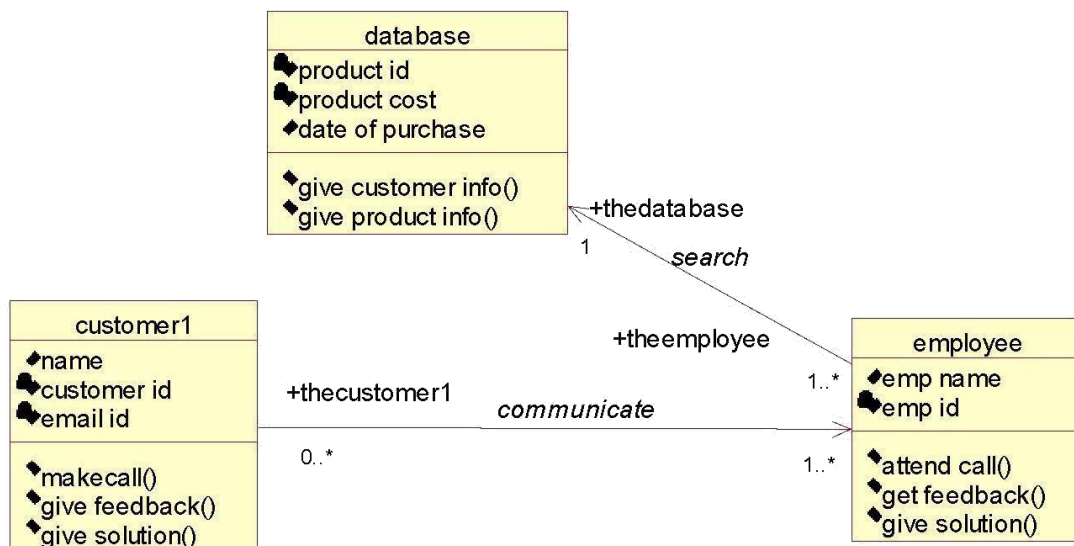 database
product id
product cost
date of purchase
give customer info()
give product info()
+thedatabase
1
search
+theemployee
1..*
customer1
name
customer id
email id
makecall()
give feedback()
give solution()
+thecustomer1
communicate
0..*
1..*
employee
emp name
emp id
attend call()
get feedback()
give solution()